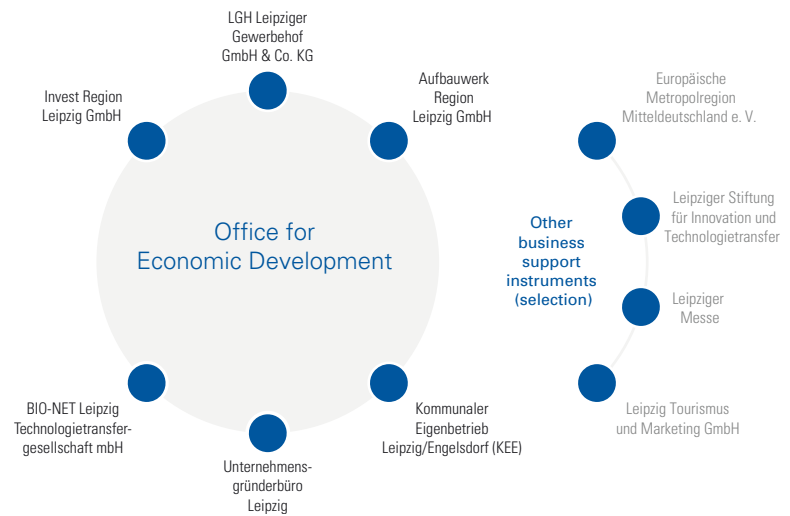 LGH Leipziger
Gewerbehof
GmbH & Co. KG
Invest Region
Leipzig GmbH
Aufbauwerk
Region
Leipzig GmbH
Office for
Economic Development
BIO-NET Leipzig
Technologietransfer-
gesellschaft mbH
Unternehmens-
gründerbüro
Leipzig
Kommunaler
Eigenbetrieb
Leipzig/Engelsdorf (KEE)
Other
business
support
instruments
(selection)
Europäische
Metropolregion
Mitteldeutschland e. V.
Leipziger Stiftung
für Innovation und
Technologietransfer
Leipziger
Messe
Leipzig Tourismus
und Marketing GmbH